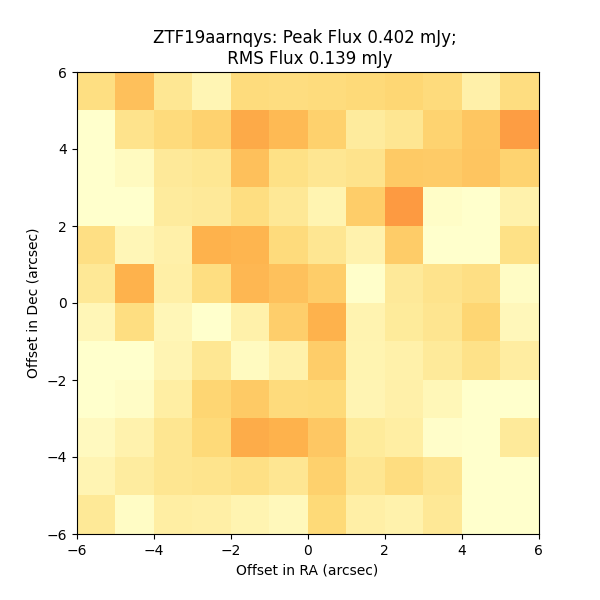 ZTF19aarnqys: Peak Flux 0.402 mJy;
RMS Flux 0.139 mJy
6
4
2
0
−2
−4
−6
Offset in Dec (arcsec)
−6 −4 −2 0 2 4 6
Offset in RA (arcsec)